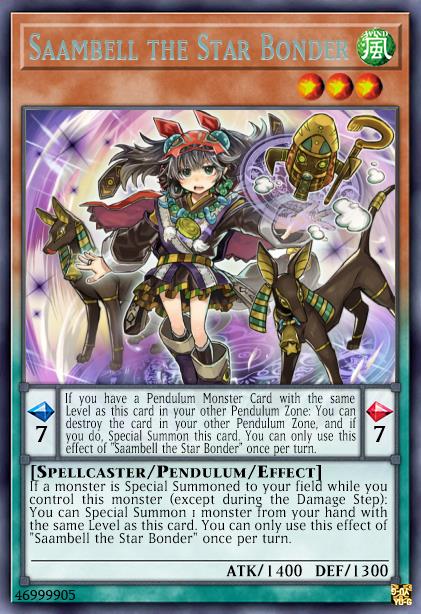 Saambell the Star Bonder
WIND
風
If you have a Pendulum Monster Card with the same
Level as this card in your other Pendulum Zone: You can
destroy the card in your other Pendulum Zone, and if
you do, Special Summon this card. You can only use this
effect of "Saambell the Star Bonder" once per turn.
7
7
[Spellcaster/Pendulum/Effect]
If a monster is Special Summoned to your field while you
control this monster (except during the Damage Step):
You can Special Summon 1 monster from your hand with
the same Level as this card. You can only use this effect of
"Saambell the Star Bonder" once per turn.
ATK/1400 DEF/1300
46999905